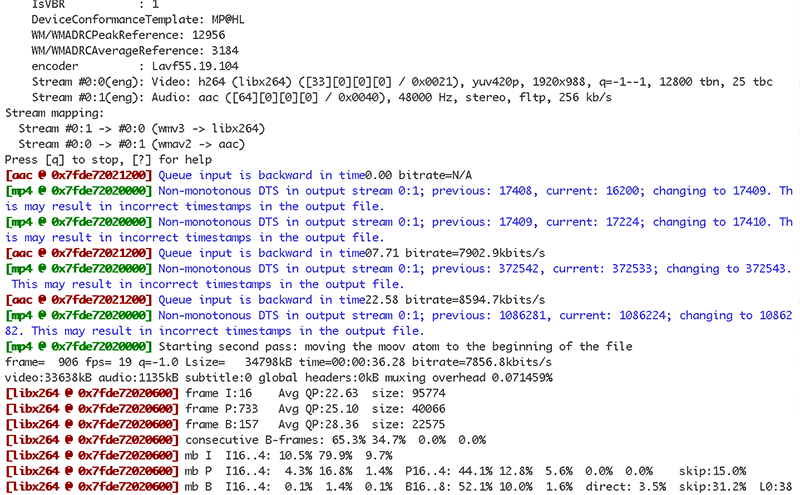 IsVBR : 1
DeviceConformanceTemplate: MP@HL
WM/WMADRCPeakReference: 12956
WM/WMADRCAverageReference: 3184
encoder : Lavf55.19.104
Stream #0:0(eng): Video: h264 (libx264) ([33][0][0][0] / 0x0021), yuv420p, 1920x988, q=-1--1, 12800 tbn, 25 tbc
Stream #0:1(eng): Audio: aac ([64][0][0][0] / 0x0040), 48000 Hz, stereo, fltp, 256 kb/s
Stream mapping:
Stream #0:1 -> #0:0 (wmv3 -> libx264)
Stream #0:0 -> #0:1 (wmav2 -> aac)
Press [q] to stop, [?] for help
[aac @ 0x7fde72021200] Queue input is backward in time0.00 bitrate=N/A
[mp4 @ 0x7fde72020000] Non-monotonous DTS in output stream 0:1; previous: 17408, current: 16200; changing to 17409. Th
is may result in incorrect timestamps in the output file.
[mp4 @ 0x7fde72020000] Non-monotonous DTS in output stream 0:1; previous: 17409, current: 17224; changing to 17410. Th
is may result in incorrect timestamps in the output file.
[aac @ 0x7fde72021200] Queue input is backward in time07.71 bitrate=7902.9kbits/s
[mp4 @ 0x7fde72020000] Non-monotonous DTS in output stream 0:1; previous: 372542, current: 372533; changing to 372543.
This may result in incorrect timestamps in the output file.
[aac @ 0x7fde72021200] Queue input is backward in time22.58 bitrate=8594.7kbits/s
[mp4 @ 0x7fde72020000] Non-monotonous DTS in output stream 0:1; previous: 1086281, current: 1086224; changing to 10862
82. This may result in incorrect timestamps in the output file.
[mp4 @ 0x7fde72020000] Starting second pass: moving the moov atom to the beginning of the file
frame= 906 fps= 19 q=-1.0 Lsize= 34798kB time=00:00:36.28 bitrate=7856.8kbits/s
video:33638kB audio:1135kB subtitle:0 global headers:0kB muxing overhead 0.071459%
[libx264 @ 0x7fde72020600] frame I:16 Avg QP:22.63 size: 95774
[libx264 @ 0x7fde72020600] frame P:733 Avg QP:25.10 size: 40066
[libx264 @ 0x7fde72020600] frame B:157 Avg QP:28.36 size: 22575
[libx264 @ 0x7fde72020600] consecutive B-frames: 65.3% 34.7% 0.0% 0.0%
[libx264 @ 0x7fde72020600] mb I I16..4: 10.5% 79.9% 9.7%
[libx264 @ 0x7fde72020600] mb P I16..4: 4.3% 16.8% 1.4% P16..4: 44.1% 12.8% 5.6% 0.0% 0.0% skip:15.0%
[libx264 @ 0x7fde72020600] mb B I16..4: 0.1% 1.4% 0.1% B16..8: 52.1% 10.0% 1.6% direct: 3.5% skip:31.2% L0:38